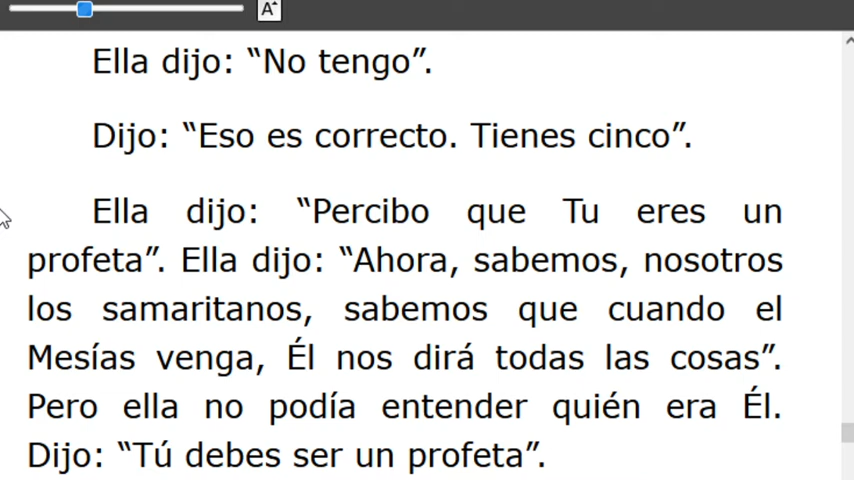 A
Ella dijo: “No tengo”.
Dijo: “Eso es correcto. Tienes cinco”.
Ella dijo: “Percibo que Tu eres un
profeta”. Ella dijo: “Ahora, sabemos, nosotros
los samaritanos, sabemos que cuando el
Mesías venga, Él nos dirá todas las cosas”.
Pero ella no podía entender quién era Él.
Dijo: “Tú debes ser un profeta”.